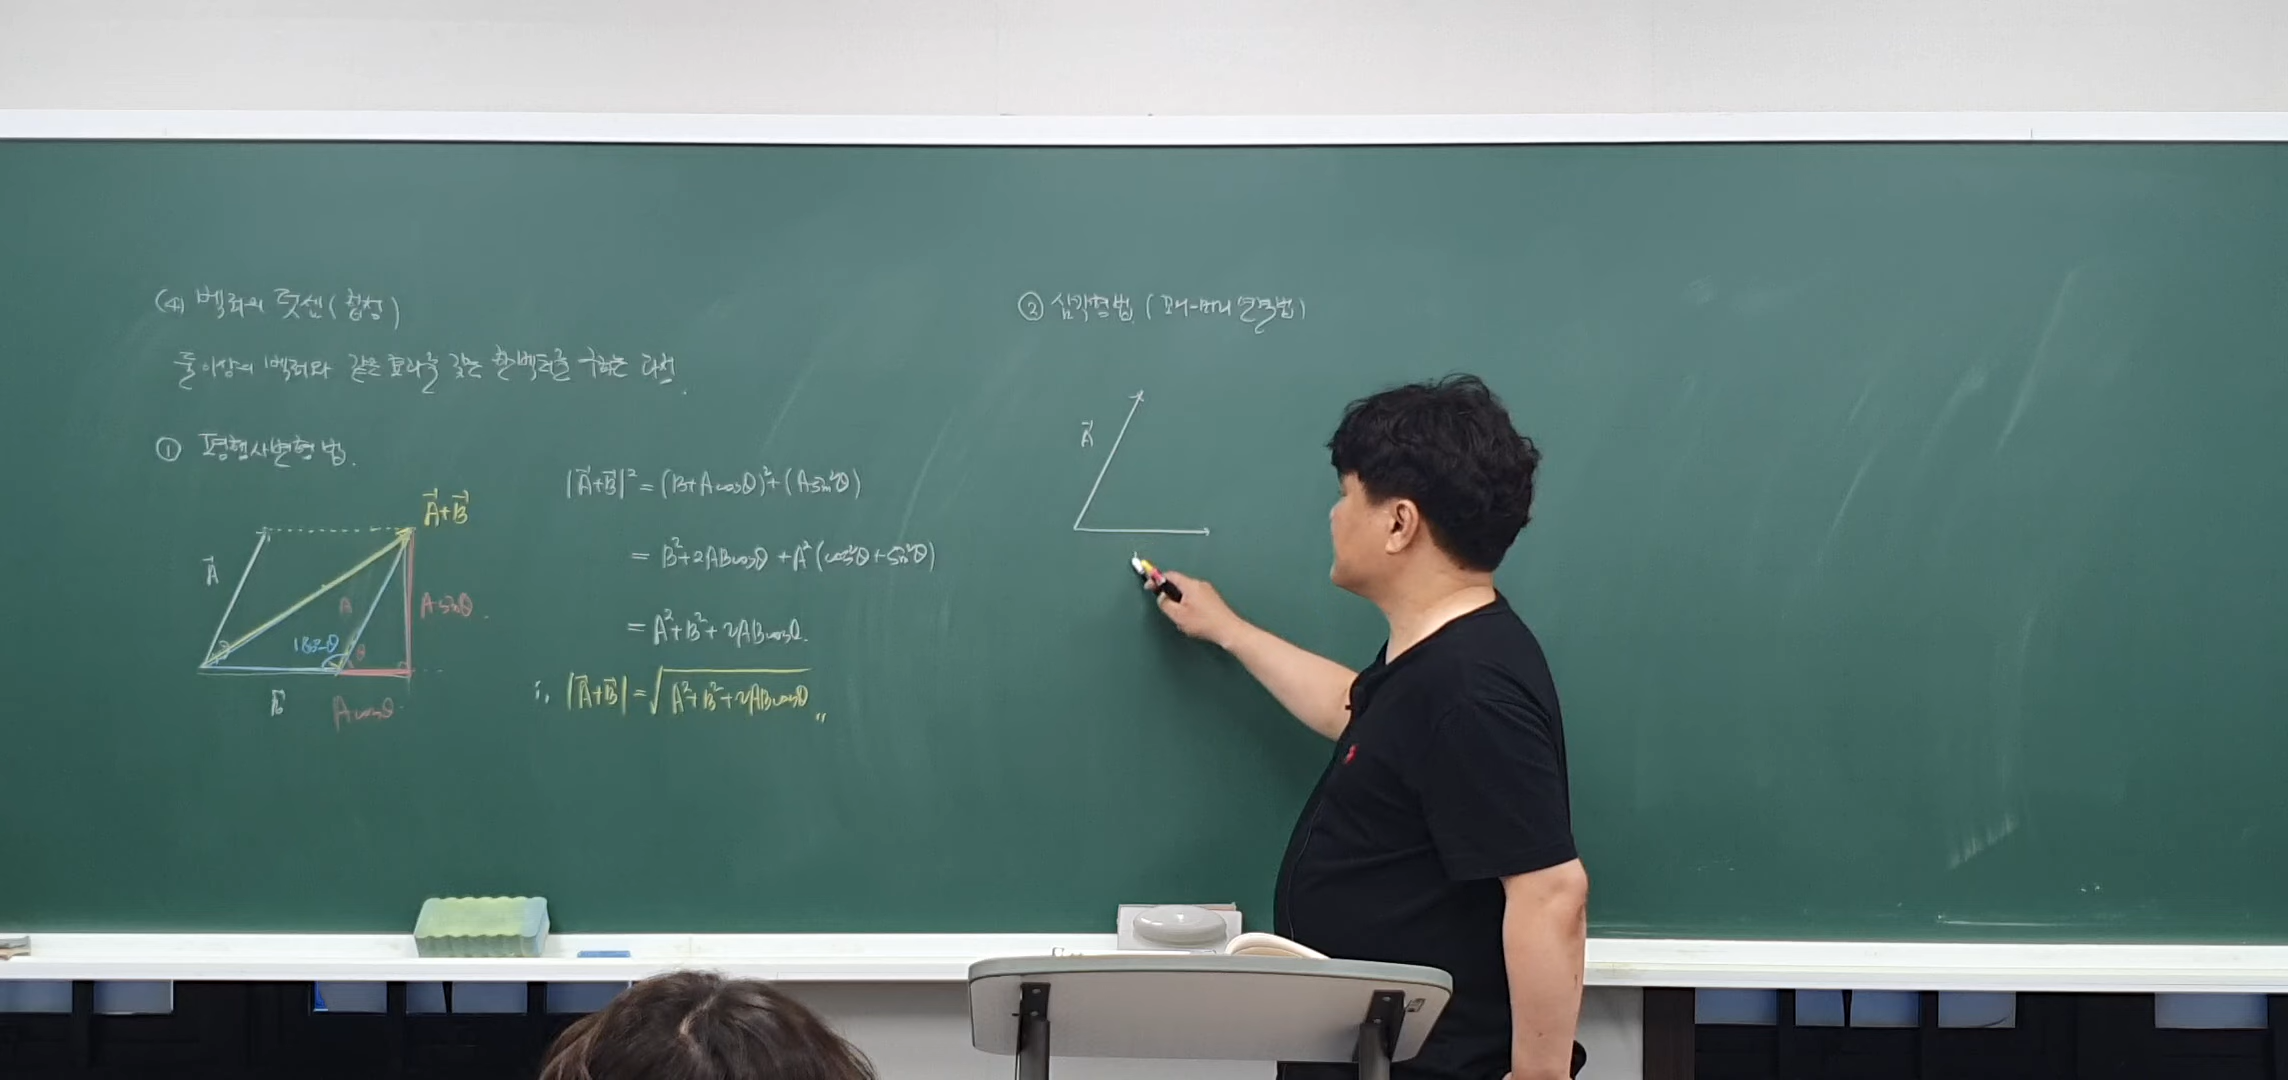 (4) 벡터의 덧셈 (합성)
둘 이상의 벡터와 같은 효과를 갖는 한 벡터를 구하는 과정.
① 평행사변형법.
A⃗+B⃗
A⃗
A
A sinθ
180-θ
θ
B⃗
A cosθ
|A⃗+B⃗|² = (B+A cosθ)²+(A sin²θ)
= B²+2AB cosθ + A²(cos²θ+sin²θ)
= A²+B²+2AB cosθ.
∴ |A⃗+B⃗| = √A²+B²+2AB cosθ 〃
② 삼각형법 (꼬리-머리 연결법)
A⃗